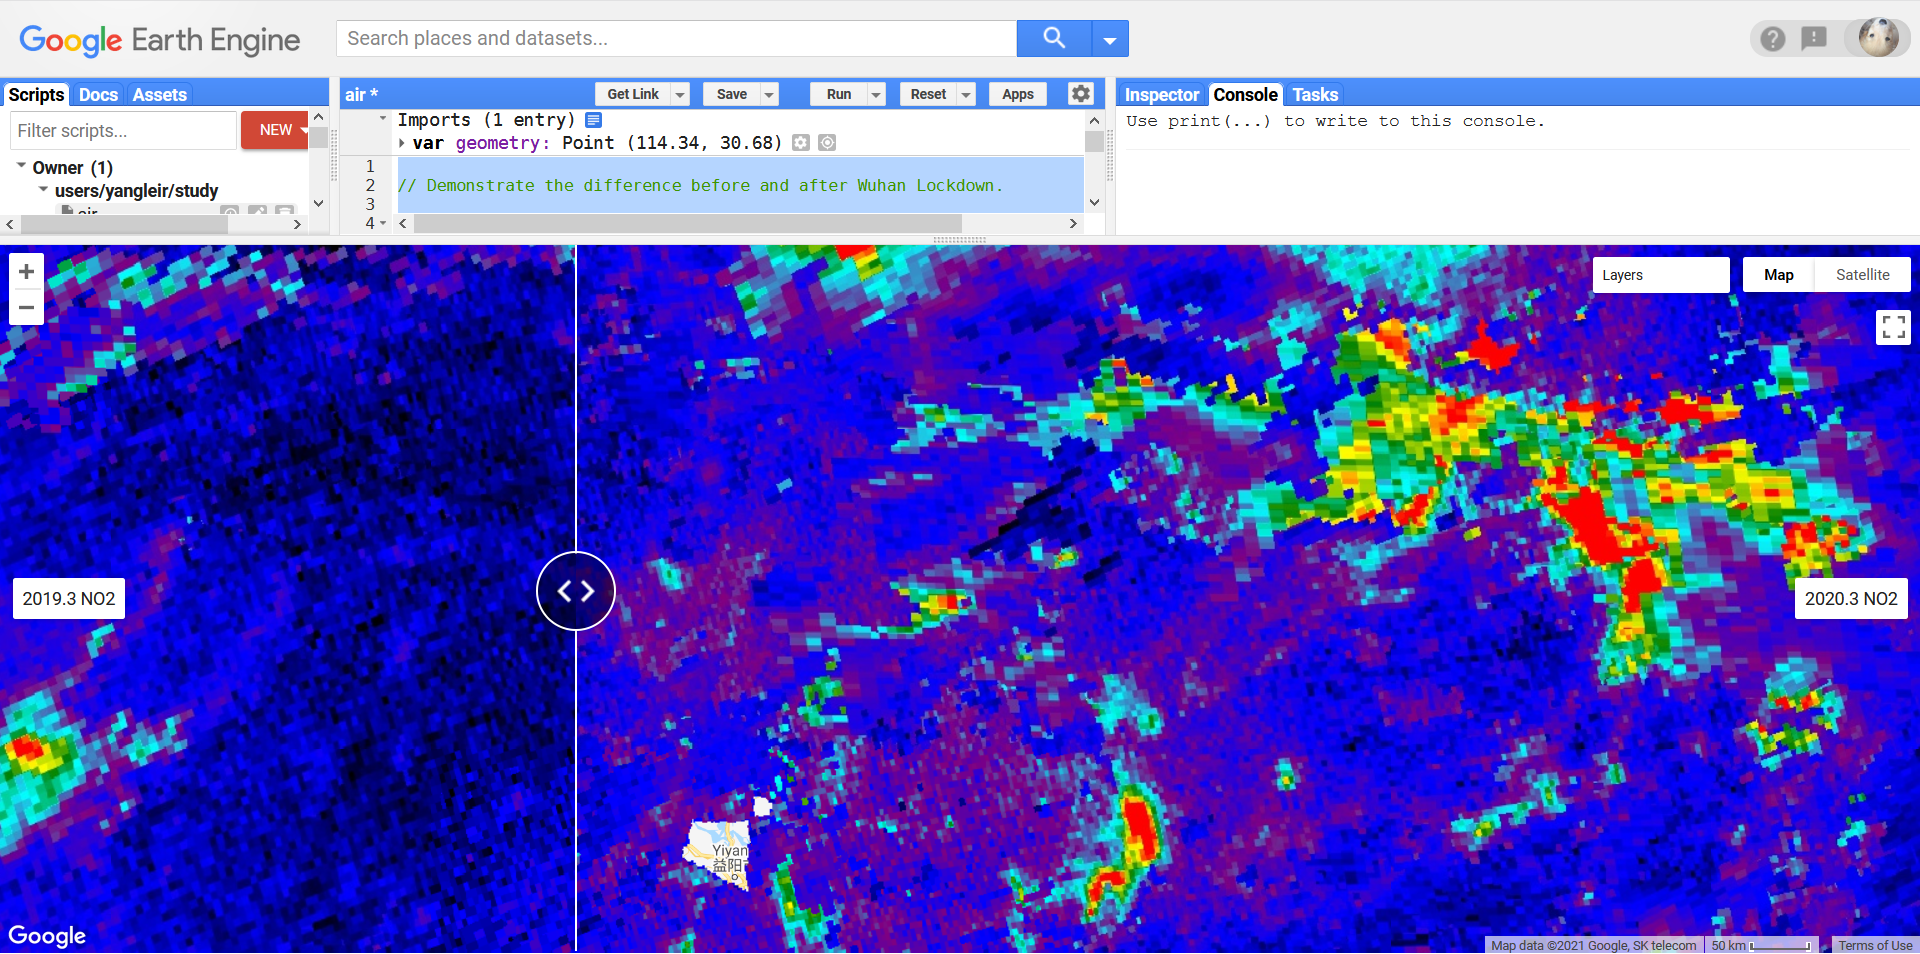 Google Earth Engine
Search places and datasets...
Scripts Docs Assets
Filter scripts...
NEW
Owner (1)
users/yangleir/study
air
air *
Get Link
Save
Run
Reset
Apps
Imports (1 entry)
var geometry: Point (114.34, 30.68)
1
2 // Demonstrate the difference before and after Wuhan Lockdown.
3
4
Inspector Console Tasks
Use print(...) to write to this console.
+
−
Layers
Map Satellite
2019.3 NO2
2020.3 NO2
Yiyan
益阳
Google
Map data ©2021 Google, SK telecom 50 km Terms of Use